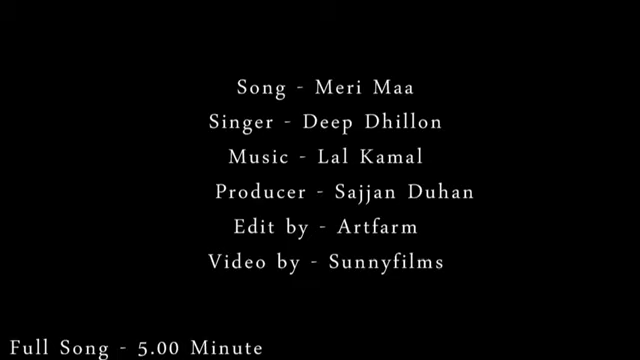 Song - Meri Maa
Singer - Deep Dhillon
Music - Lal Kamal
Producer - Sajjan Duhan
Edit by - Artfarm
Video by - Sunnyfilms
Full Song - 5.00 Minute